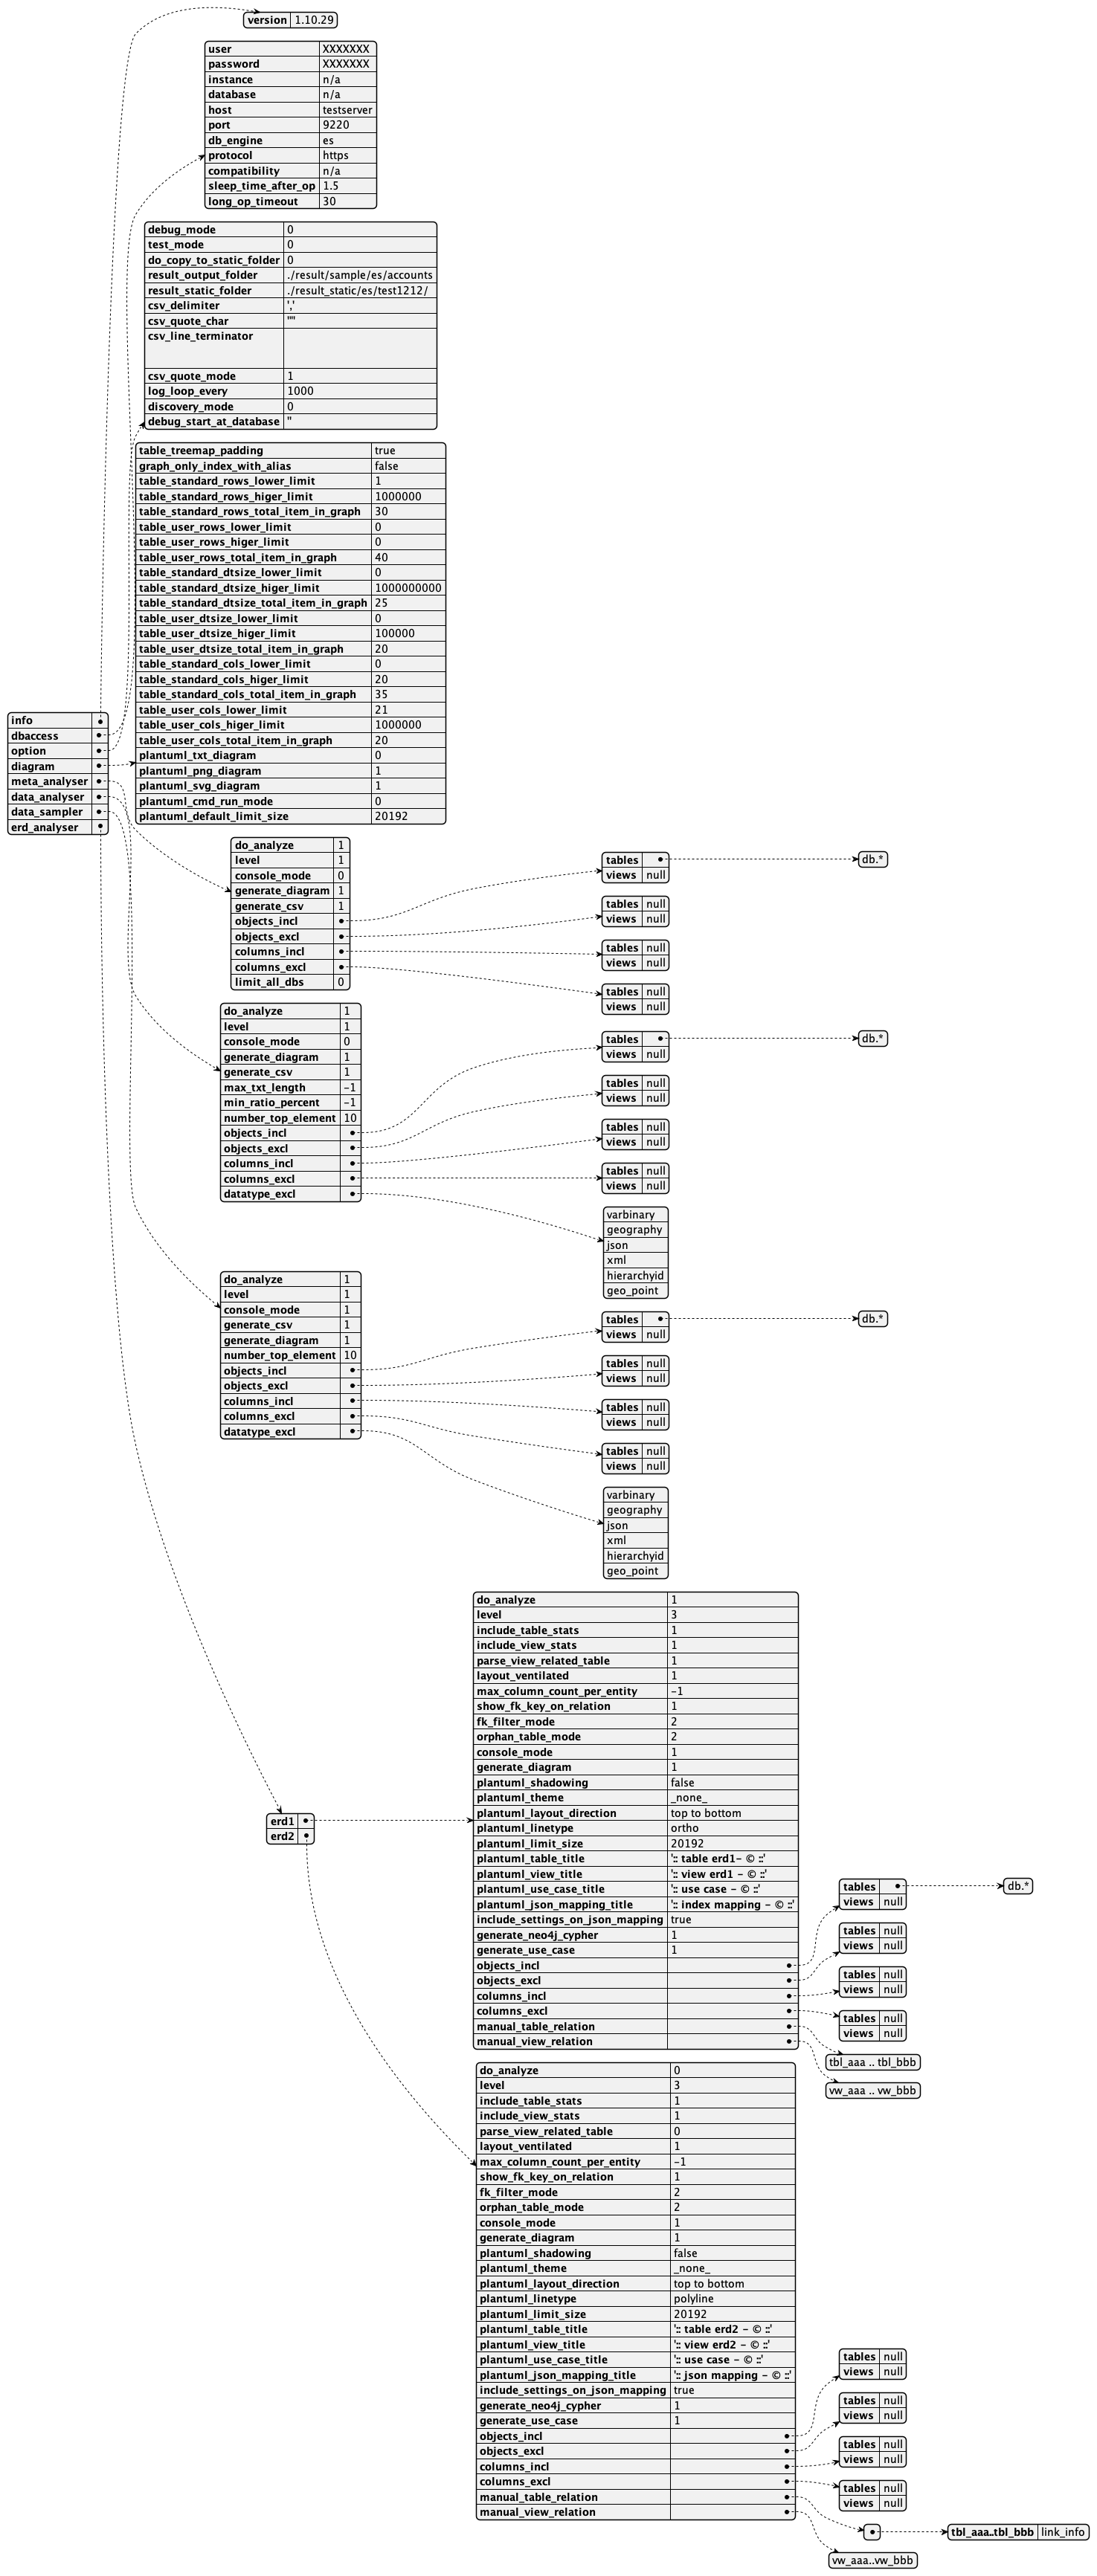 version 1.10.29
user XXXXXXX
password XXXXXXX
instance n/a
database n/a
host testserver
port 9220
db_engine es
protocol https
compatibility n/a
sleep_time_after_op 1.5
long_op_timeout 30
debug_mode 0
test_mode 0
do_copy_to_static_folder 0
result_output_folder ./result/sample/es/accounts
result_static_folder ./result_static/es/test1212/
csv_delimiter ','
csv_quote_char '"'
csv_line_terminator
csv_quote_mode 1
log_loop_every 1000
discovery_mode 0
debug_start_at_database ''
table_treemap_padding true
graph_only_index_with_alias false
table_standard_rows_lower_limit 1
table_standard_rows_higer_limit 1000000
table_standard_rows_total_item_in_graph 30
table_user_rows_lower_limit 0
table_user_rows_higer_limit 0
table_user_rows_total_item_in_graph 40
table_standard_dtsize_lower_limit 0
table_standard_dtsize_higer_limit 1000000000
table_standard_dtsize_total_item_in_graph 25
table_user_dtsize_lower_limit 0
table_user_dtsize_higer_limit 100000
table_user_dtsize_total_item_in_graph 20
table_standard_cols_lower_limit 0
table_standard_cols_higer_limit 20
table_standard_cols_total_item_in_graph 35
table_user_cols_lower_limit 21
table_user_cols_higer_limit 1000000
table_user_cols_total_item_in_graph 20
plantuml_txt_diagram 0
plantuml_png_diagram 1
plantuml_svg_diagram 1
plantuml_cmd_run_mode 0
plantuml_default_limit_size 20192
info
dbaccess
option
diagram
meta_analyser
data_analyser
data_sampler
erd_analyser
do_analyze 1
level 1
console_mode 0
generate_diagram 1
generate_csv 1
objects_incl
objects_excl
columns_incl
columns_excl
limit_all_dbs 0
tables
views null
db.*
tables null
views null
tables null
views null
tables null
views null
do_analyze 1
level 1
console_mode 0
generate_diagram 1
generate_csv 1
max_txt_length -1
min_ratio_percent -1
number_top_element 10
objects_incl
objects_excl
columns_incl
columns_excl
datatype_excl
tables
views null
db.*
tables null
views null
tables null
views null
tables null
views null
varbinary
geography
json
xml
hierarchyid
geo_point
do_analyze 1
level 1
console_mode 1
generate_csv 1
generate_diagram 1
number_top_element 10
objects_incl
objects_excl
columns_incl
columns_excl
datatype_excl
tables
views null
db.*
tables null
views null
tables null
views null
tables null
views null
varbinary
geography
json
xml
hierarchyid
geo_point
erd1
erd2
do_analyze 1
level 3
include_table_stats 1
include_view_stats 1
parse_view_related_table 1
layout_ventilated 1
max_column_count_per_entity -1
show_fk_key_on_relation 1
fk_filter_mode 2
orphan_table_mode 2
console_mode 1
generate_diagram 1
plantuml_shadowing false
plantuml_theme _none_
plantuml_layout_direction top to bottom
plantuml_linetype ortho
plantuml_limit_size 20192
plantuml_table_title ':: table erd1- © ::'
plantuml_view_title ':: view erd1 - © ::'
plantuml_use_case_title ':: use case - © ::'
plantuml_json_mapping_title ':: index mapping - © ::'
include_settings_on_json_mapping true
generate_neo4j_cypher 1
generate_use_case 1
objects_incl
objects_excl
columns_incl
columns_excl
manual_table_relation
manual_view_relation
tables
views null
db.*
tables null
views null
tables null
views null
tables null
views null
tbl_aaa .. tbl_bbb
vw_aaa .. vw_bbb
do_analyze 0
level 3
include_table_stats 1
include_view_stats 1
parse_view_related_table 0
layout_ventilated 1
max_column_count_per_entity -1
show_fk_key_on_relation 1
fk_filter_mode 2
orphan_table_mode 2
console_mode 1
generate_diagram 1
plantuml_shadowing false
plantuml_theme _none_
plantuml_layout_direction top to bottom
plantuml_linetype polyline
plantuml_limit_size 20192
plantuml_table_title ':: table erd2 - © ::'
plantuml_view_title ':: view erd2 - © ::'
plantuml_use_case_title ':: use case - © ::'
plantuml_json_mapping_title ':: json mapping - © ::'
include_settings_on_json_mapping true
generate_neo4j_cypher 1
generate_use_case 1
objects_incl
objects_excl
columns_incl
columns_excl
manual_table_relation
manual_view_relation
tables null
views null
tables null
views null
tables null
views null
tables null
views null
tbl_aaa..tbl_bbb link_info
vw_aaa..vw_bbb